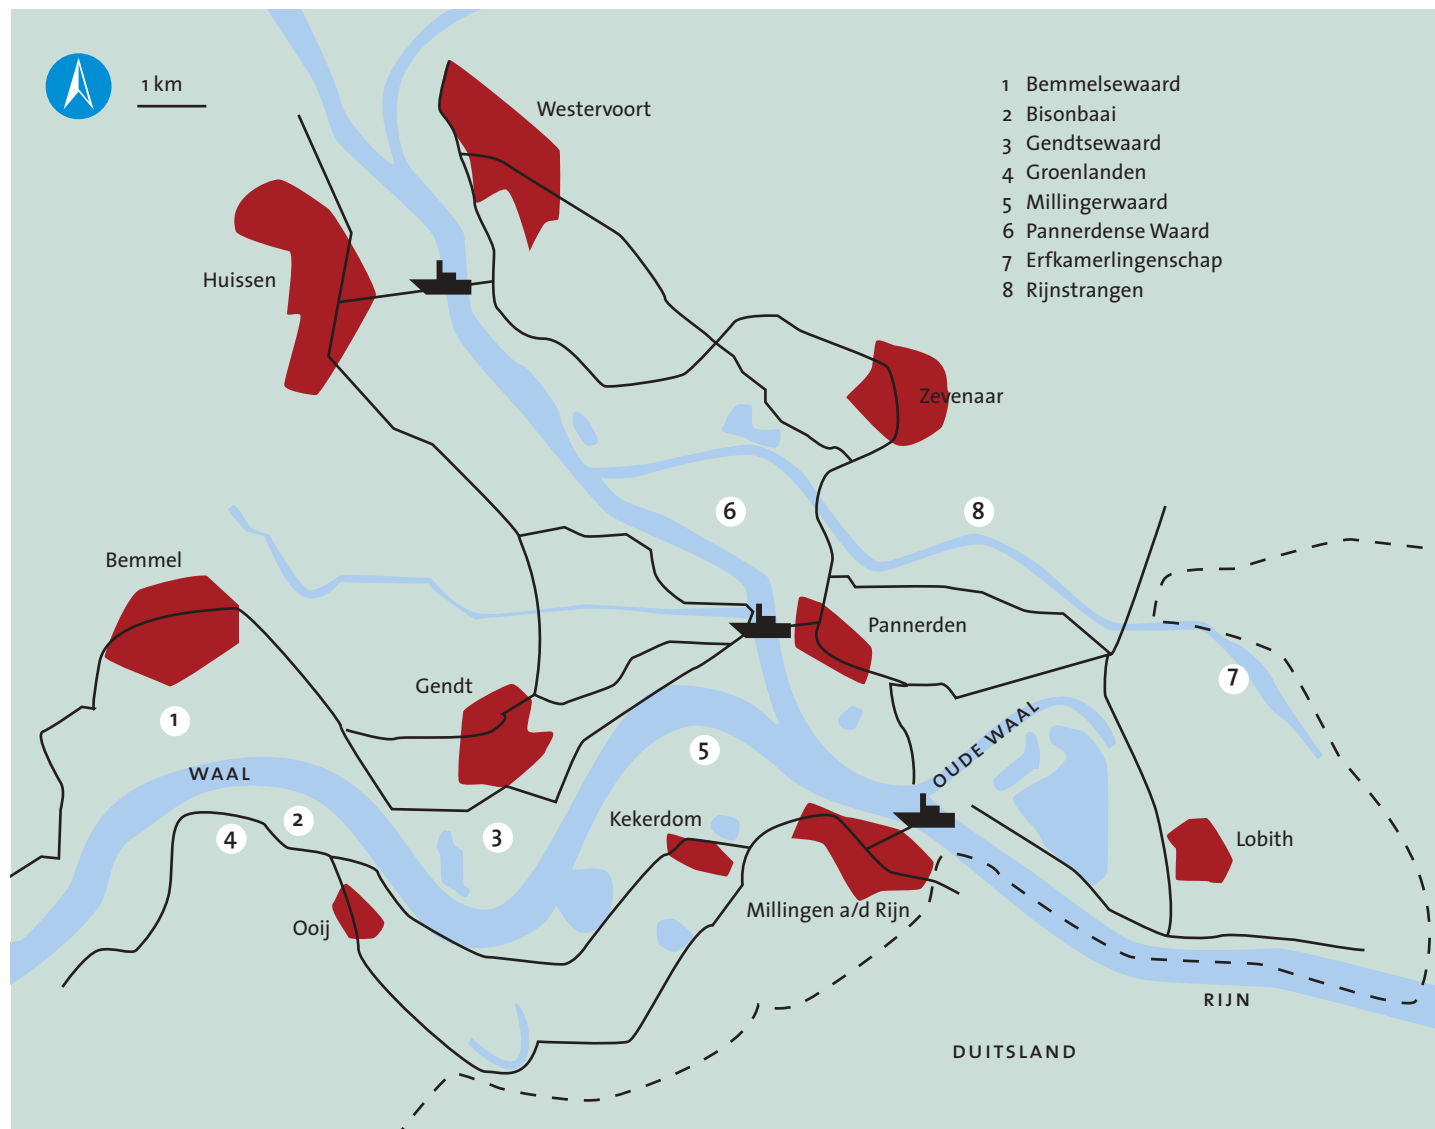 1 km
Westervoort
1 Bemmelsewaard
2 Bisonbaai
3 Gendtsewaard
4 Groenlanden
5 Millingerwaard
6 Pannerdense Waard
7 Erfkamerlingenschap
8 Rijnstrangen
Huissen
Zevenaar
6
8
Bemmel
Pannerden
7
Gendt
1
OUDE WAAL
5
WAAL
2
Kekerdom
3
4
Lobith
Millingen a/d Rijn
Ooij
RIJN
DUITSLAND